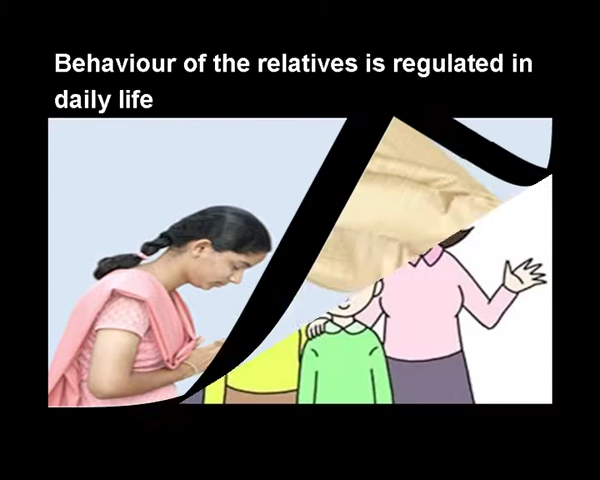 Behaviour of the relatives is regulated in
daily life